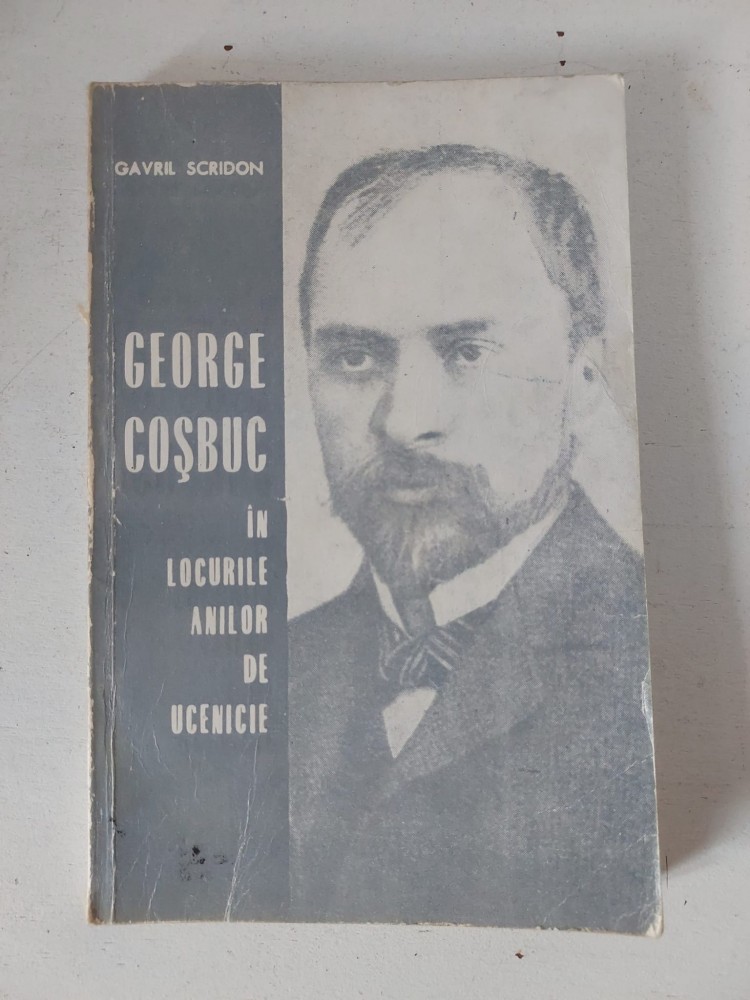 GAVRIL SCRIDON
GEORGE
COŞBUC
ÎN
LOCURILE
ANILOR
DE
UCENICIE